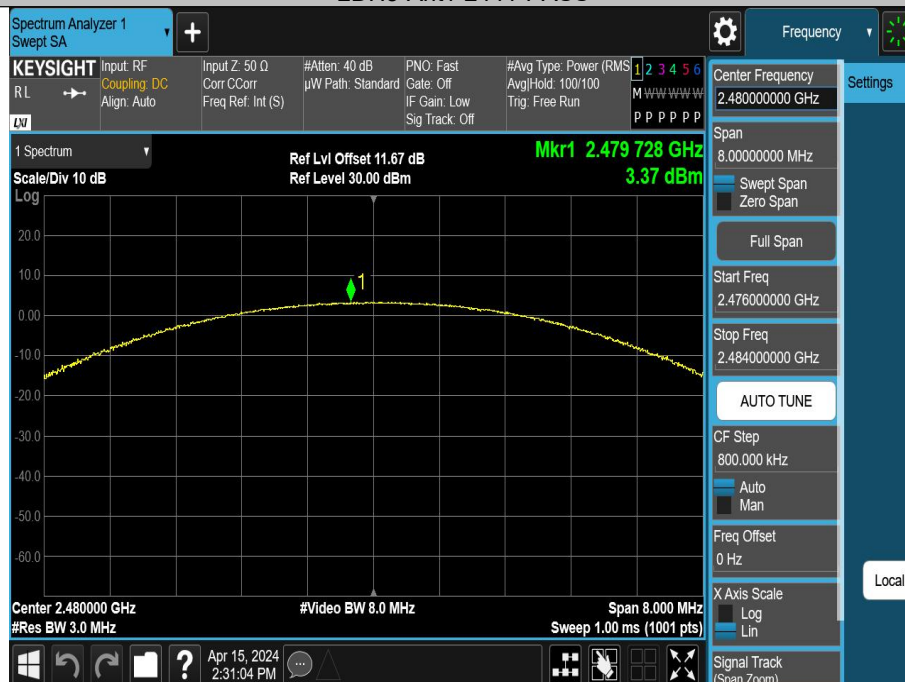 Spectrum Analyzer 1
Swept SA
Frequency
KEYSIGHT
RL
LXI
Input: RF
Coupling: DC
Align: Auto
Input Z: 50 Ω
Corr CCorr
Freq Ref: Int (S)
#Atten: 40 dB
µW Path: Standard
PNO: Fast
Gate: Off
IF Gain: Low
Sig Track: Off
#Avg Type: Power (RMS
Avg|Hold: 100/100
Trig: Free Run
1 2 3 4 5 6
M W W W W W
P P P P P P
1 Spectrum
Scale/Div 10 dB
Log
Ref Lvl Offset 11.67 dB
Ref Level 30.00 dBm
Mkr1 2.479 728 GHz
3.37 dBm
20.0
10.0
1
0.00
-10.0
-20.0
-30.0
-40.0
-50.0
-60.0
Center 2.480000 GHz
#Res BW 3.0 MHz
#Video BW 8.0 MHz
Span 8.000 MHz
Sweep 1.00 ms (1001 pts)
Apr 15, 2024
2:31:04 PM
Center Frequency
2.480000000 GHz
Settings
Span
8.00000000 MHz
Swept Span
Zero Span
Full Span
Start Freq
2.476000000 GHz
Stop Freq
2.484000000 GHz
AUTO TUNE
CF Step
800.000 kHz
Auto
Man
Freq Offset
0 Hz
Local
X Axis Scale
Log
Lin
Signal Track
(Span Zoom)